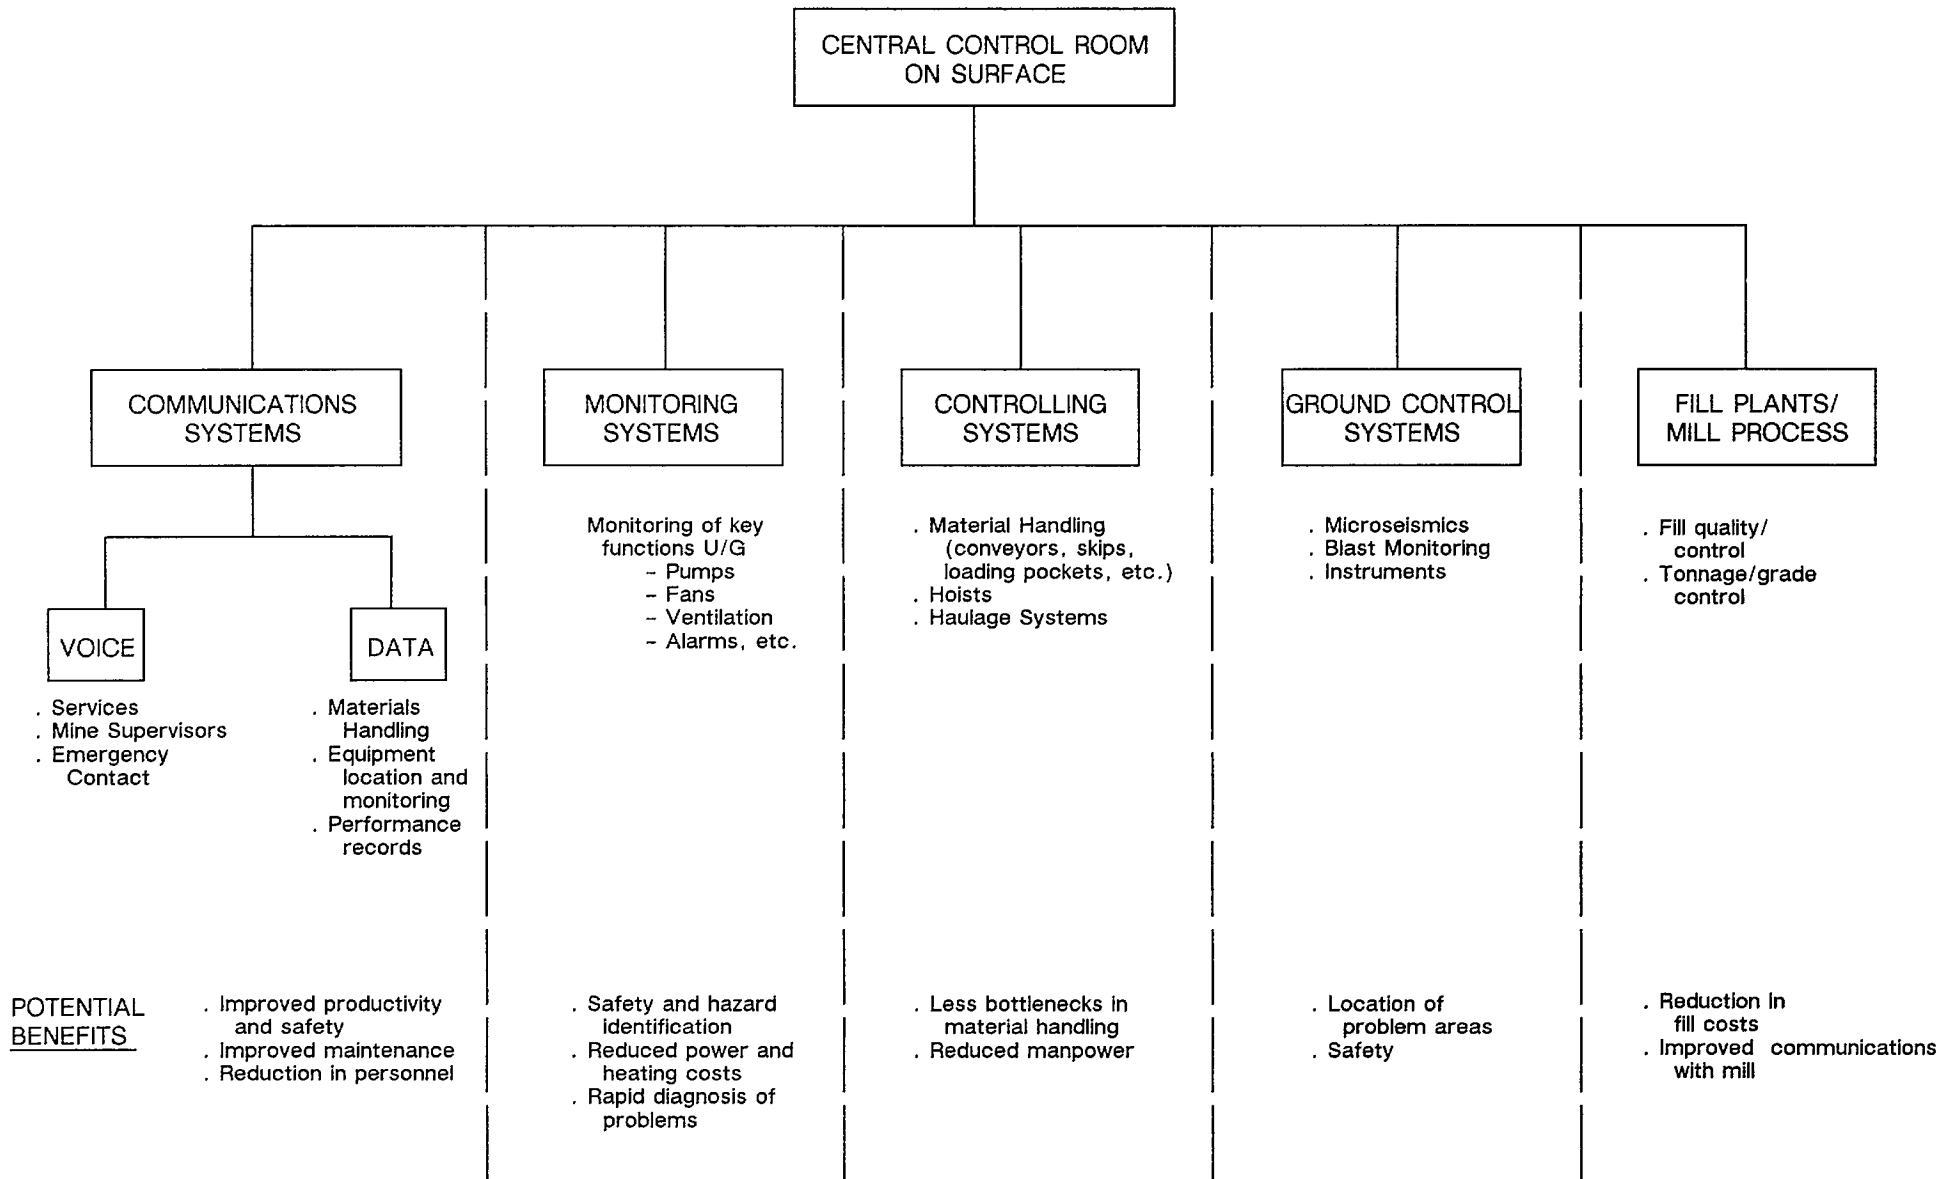 CENTRAL CONTROL ROOM
ON SURFACE
COMMUNICATIONS
SYSTEMS
MONITORING
SYSTEMS
CONTROLLING
SYSTEMS
GROUND CONTROL
SYSTEMS
FILL PLANTS/
MILL PROCESS
VOICE
. Services
. Mine Supervisors
. Emergency
Contact
DATA
. Materials
Handling
. Equipment
location and
monitoring
. Performance
records
Monitoring of key
functions U/G
- Pumps
- Fans
- Ventilation
- Alarms, etc.
. Material Handling
(conveyors, skips,
loading pockets, etc.)
. Hoists
. Haulage Systems
. Microseismics
. Blast Monitoring
. Instruments
. Fill quality/
control
. Tonnage/grade
control
POTENTIAL
BENEFITS
. Improved productivity
and safety
. Improved maintenance
. Reduction in personnel
. Safety and hazard
identification
. Reduced power and
heating costs
. Rapid diagnosis of
problems
. Less bottlenecks in
material handling
. Reduced manpower
. Location of
problem areas
. Safety
. Reduction in
fill costs
. Improved communications
with mill